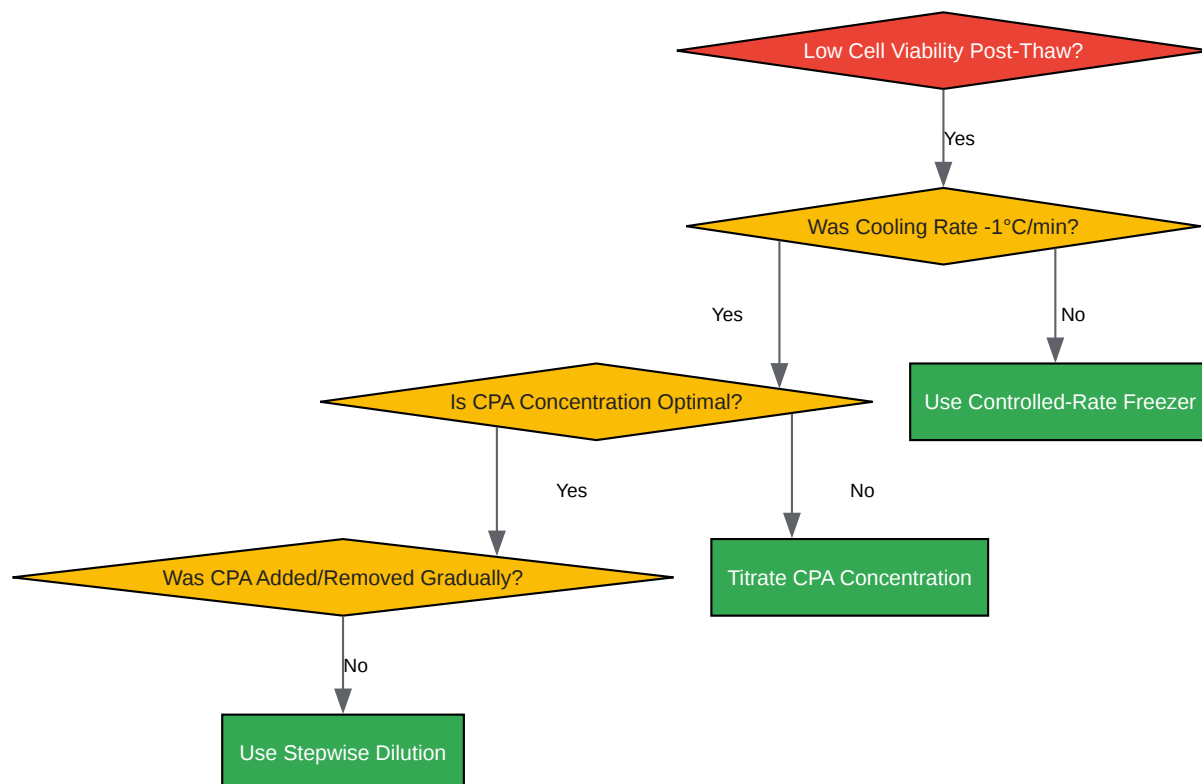 Low Cell Viability Post-Thaw?
Yes
Was Cooling Rate -1°C/min?
Yes
No
Is CPA Concentration Optimal?
Use Controlled-Rate Freezer
Yes
No
Was CPA Added/Removed Gradually?
Titrate CPA Concentration
No
Use Stepwise Dilution